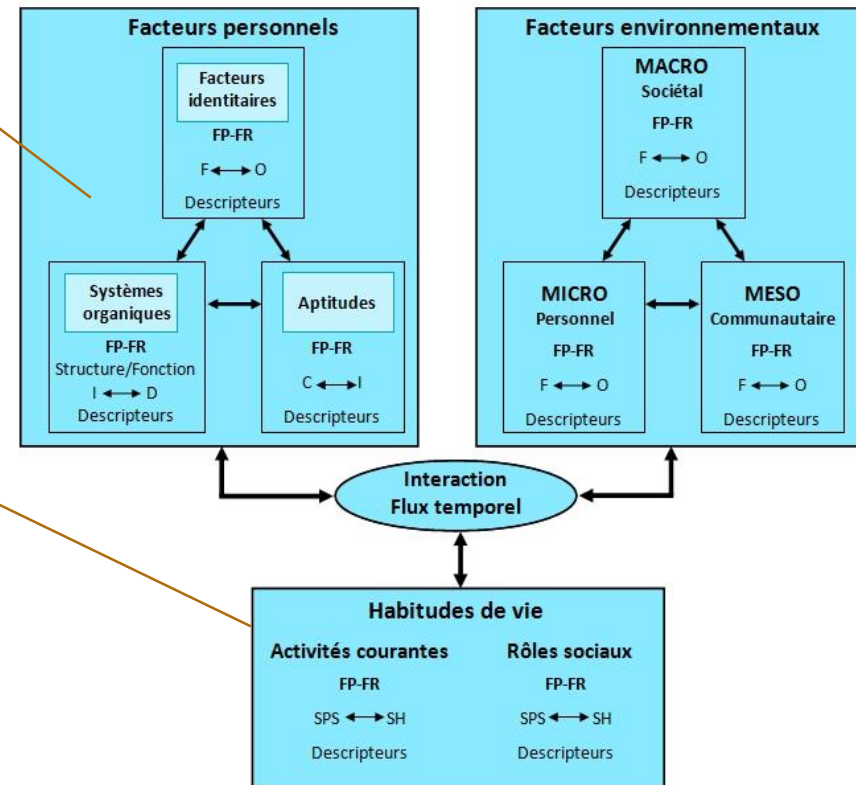 Facteurs personnels
Facteurs
identitaires
FP-FR
F ↔ O
Descripteurs
Systèmes
organiques
FP-FR
Structure/Fonction
I ↔ D
Descripteurs
Aptitudes
FP-FR
C ↔ I
Descripteurs
Facteurs environnementaux
MACRO
Sociétal
FP-FR
F ↔ O
Descripteurs
MICRO
Personnel
FP-FR
F ↔ O
Descripteurs
MESO
Communautaire
FP-FR
F ↔ O
Descripteurs
Interaction
Flux temporel
Habitudes de vie
Activités courantes
FP-FR
SPS ↔ SH
Descripteurs
Rôles sociaux
FP-FR
SPS ↔ SH
Descripteurs